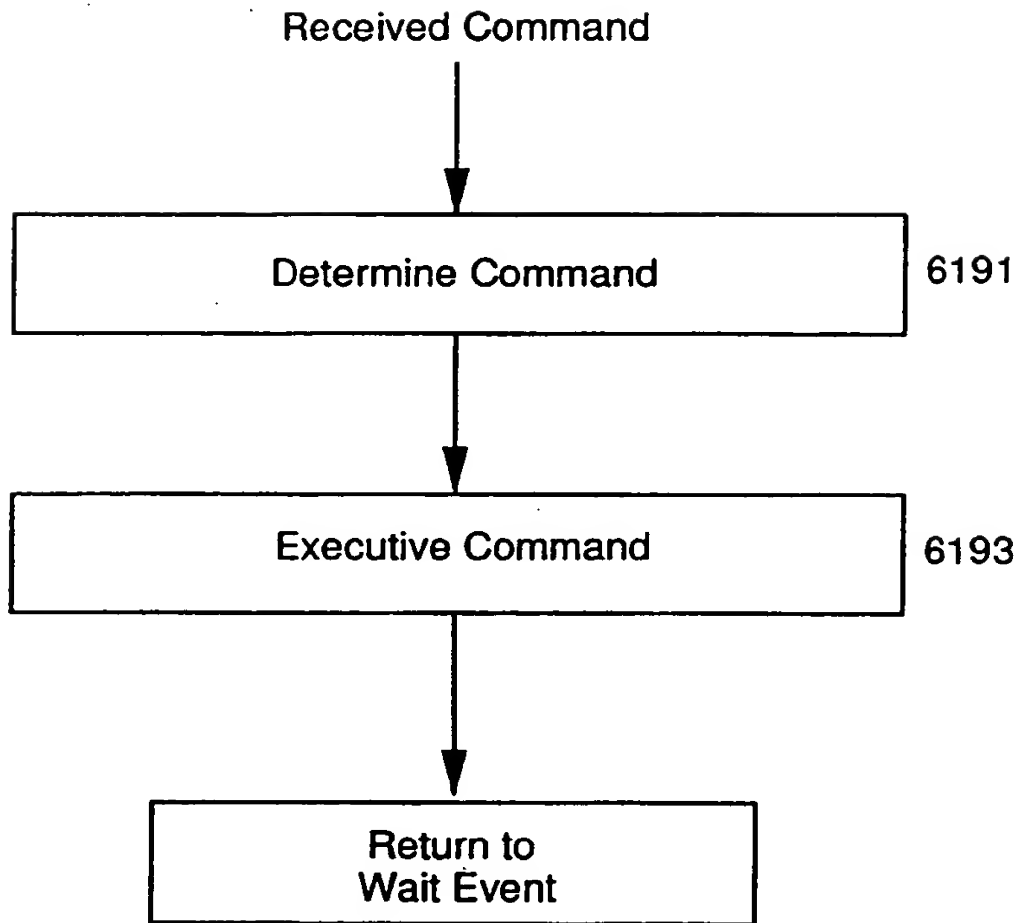 Received Command
Determine Command
6191
Executive Command
6193
Return to
Wait Event